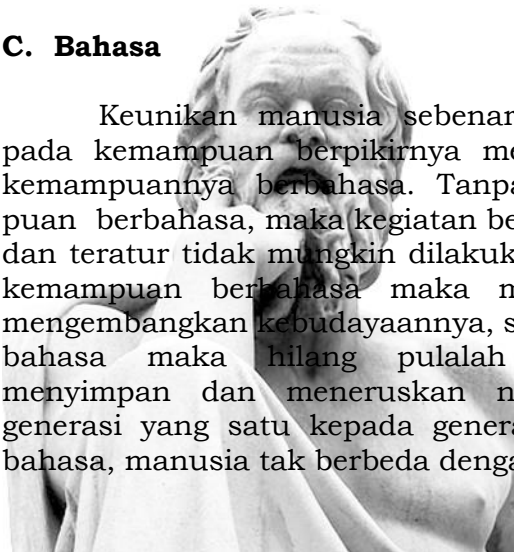 C. Bahasa
Keunikan manusia sebenar
pada kemampuan berpikirnya me
kemampuannya berbahasa. Tanpa
puan berbahasa, maka kegiatan be
dan teratur tidak mungkin dilakuk
kemampuan berbahasa maka m
mengembangkan kebudayaannya, s
bahasa maka hilang pulalah
menyimpan dan meneruskan n
generasi yang satu kepada genera
bahasa, manusia tak berbeda denga